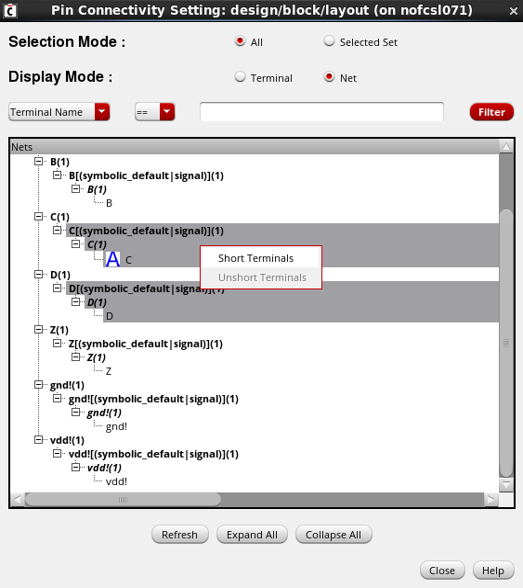 Pin Connectivity Setting: design/block/layout (on nofcsl071)
Selection Mode :
All
Selected Set
Display Mode :
Terminal
Net
Terminal Name
==
Filter
Nets
B(1)
B[(symbolic_default|signal)](1)
B(1)
B
C(1)
C[(symbolic_default|signal)](1)
C(1)
A C
Short Terminals
Unshort Terminals
D(1)
D[(symbolic_default|signal)](1)
D(1)
D
Z(1)
Z[(symbolic_default|signal)](1)
Z(1)
Z
gnd!(1)
gnd![(symbolic_default|signal)](1)
gnd!(1)
gnd!
vdd!(1)
vdd![(symbolic_default|signal)](1)
vdd!(1)
vdd!
Refresh
Expand All
Collapse All
Close
Help